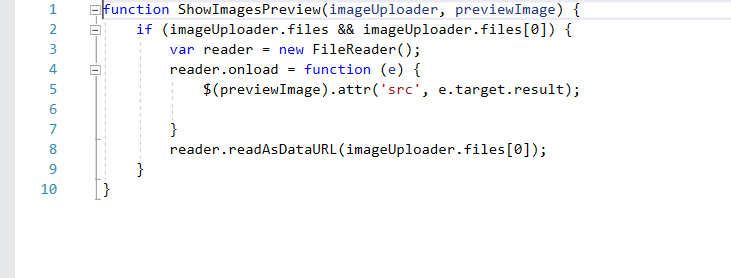 1 function ShowImagesPreview(imageUploader, previewImage) {
2 if (imageUploader.files && imageUploader.files[0]) {
3 var reader = new FileReader();
4 reader.onload = function (e) {
5 $(previewImage).attr('src', e.target.result);
6
7 }
8 reader.readAsDataURL(imageUploader.files[0]);
9 }
10 }